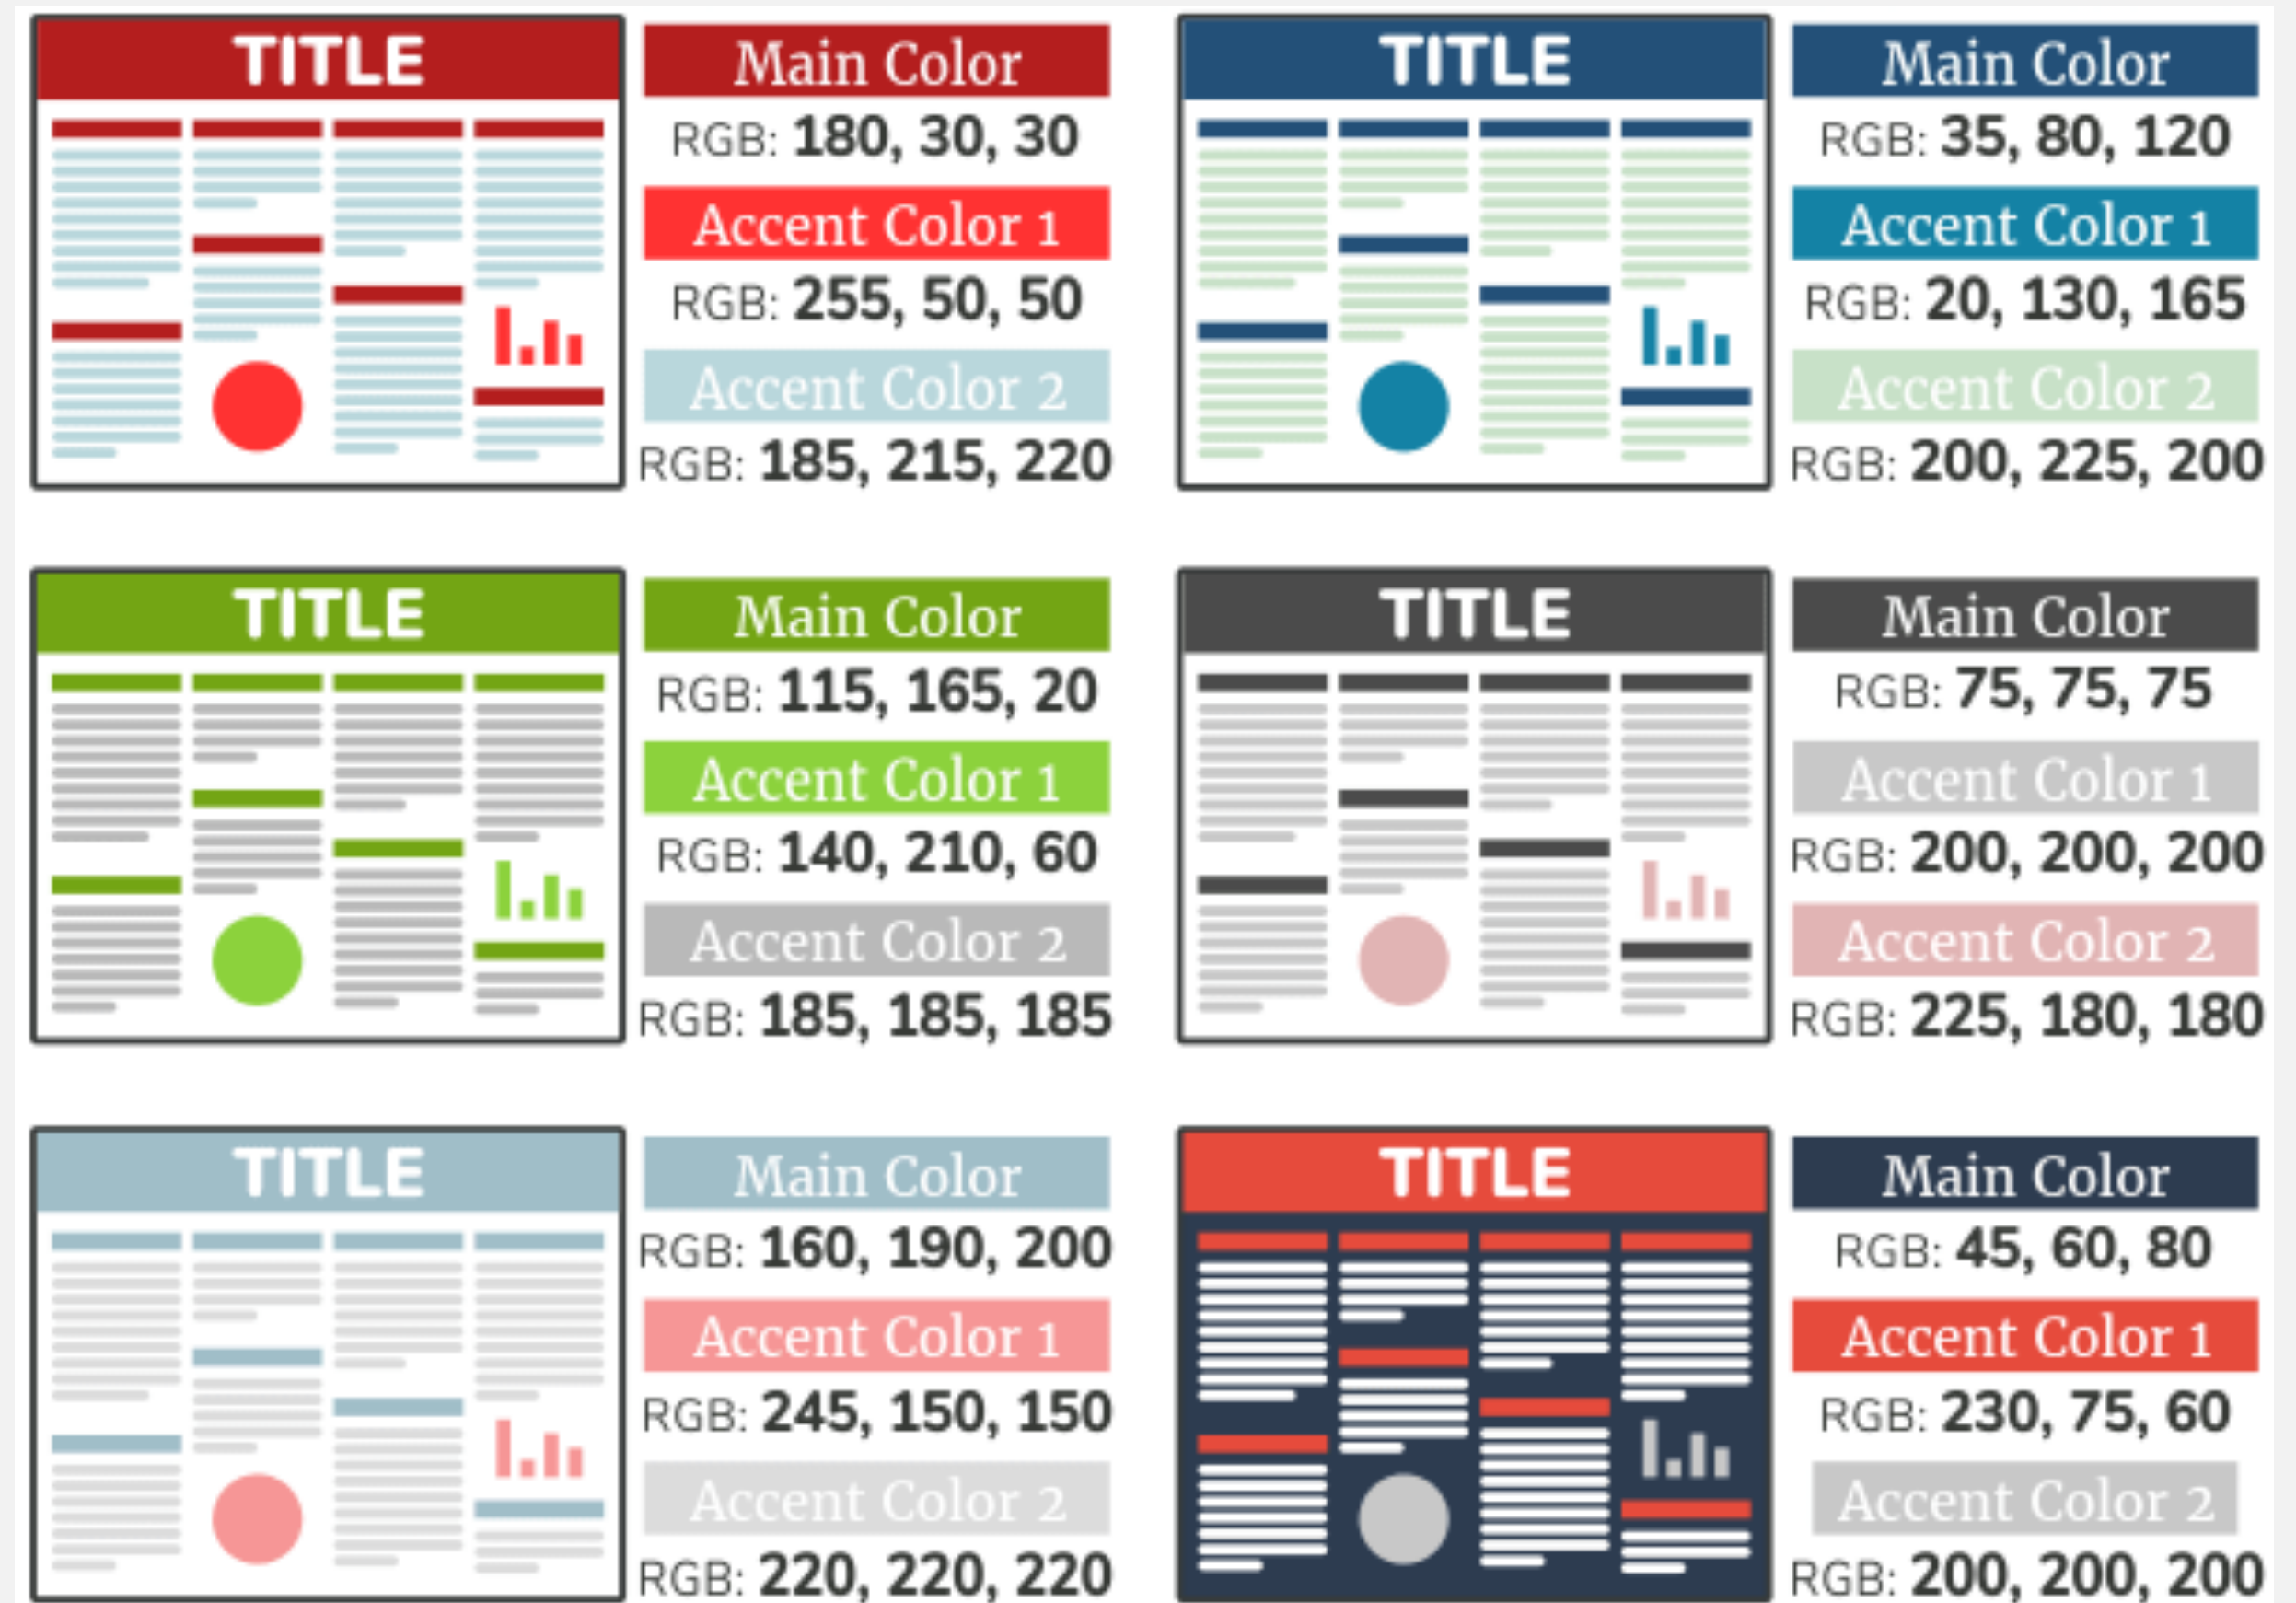 TITLE
Main Color
RGB: 180, 30, 30
Accent Color 1
RGB: 255, 50, 50
Accent Color 2
RGB: 185, 215, 220
TITLE
Main Color
RGB: 35, 80, 120
Accent Color 1
RGB: 20, 130, 165
Accent Color 2
RGB: 200, 225, 200
TITLE
Main Color
RGB: 115, 165, 20
Accent Color 1
RGB: 140, 210, 60
Accent Color 2
RGB: 185, 185, 185
TITLE
Main Color
RGB: 75, 75, 75
Accent Color 1
RGB: 200, 200, 200
Accent Color 2
RGB: 225, 180, 180
TITLE
Main Color
RGB: 160, 190, 200
Accent Color 1
RGB: 245, 150, 150
Accent Color 2
RGB: 220, 220, 220
TITLE
Main Color
RGB: 45, 60, 80
Accent Color 1
RGB: 230, 75, 60
Accent Color 2
RGB: 200, 200, 200